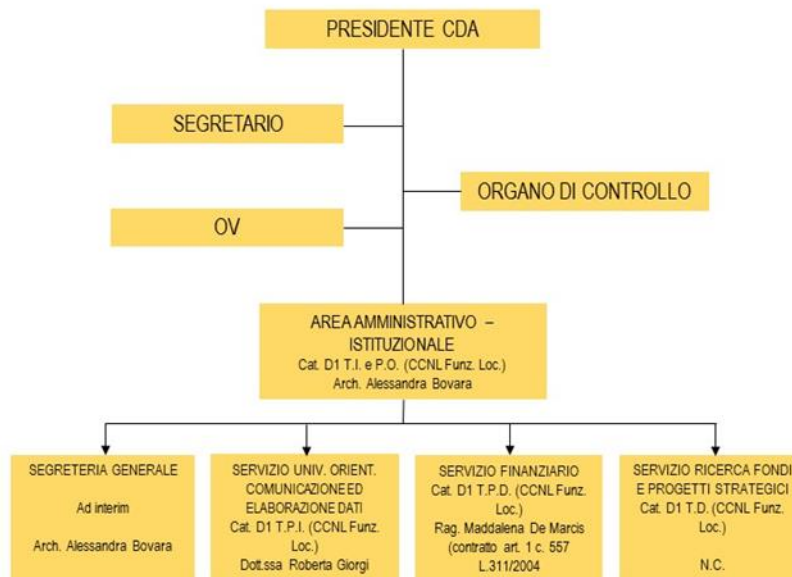 PRESIDENTE CDA
SEGRETARIO
ORGANO DI CONTROLLO
OV
AREA AMMINISTRATIVO –
ISTITUZIONALE
Cat. D1 T.I. e P.O. (CCNL Funz. Loc.)
Arch. Alessandra Bovara
SEGRETERIA GENERALE
Ad interim
Arch. Alessandra Bovara
SERVIZIO UNIV. ORIENT.
COMUNICAZIONE ED
ELABORAZIONE DATI
Cat. D1 T.P.I. (CCNL Funz.
Loc.)
Dott.ssa Roberta Giorgi
SERVIZIO FINANZIARIO
Cat. D1 T.P.D. (CCNL Funz.
Loc.)
Rag. Maddalena De Marcis
(contratto art. 1 c. 557
L.311/2004
SERVIZIO RICERCA FONDI
E PROGETTI STRATEGICI
Cat. D1 T.D. (CCNL Funz.
Loc.)
N.C.